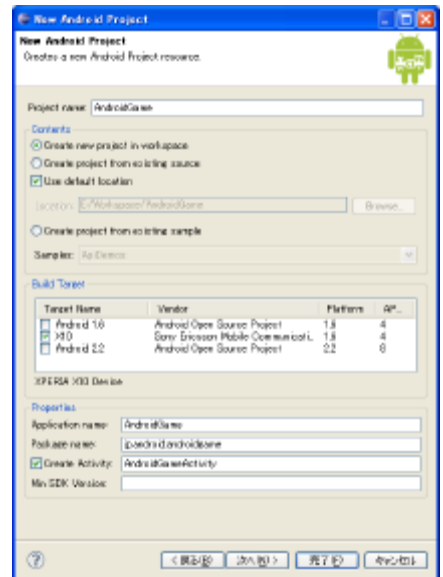 New Android Project
New Android Project
Creates a new Android Project resource.
Project name: AndroidGame
Contents
Create new project in workspace
Create project from existing source
Use default location
Location: C:/Workspace/AndroidGame Browse...
Create project from existing sample
Samples: ApiDemos
Build Target
Target Name Vendor Platform AP...
Android 1.6 Android Open Source Project 1.6 4
X10 Sony Ericsson Mobile Communicati... 1.6 4
Android 2.2 Android Open Source Project 2.2 8
XPERIA X10 Device
Properties
Application name: AndroidGame
Package name: jp.android.androidgame
Create Activity: AndroidGameActivity
Min SDK Version:
< 戻る(B) 次へ(N) > 完了(F) キャンセル